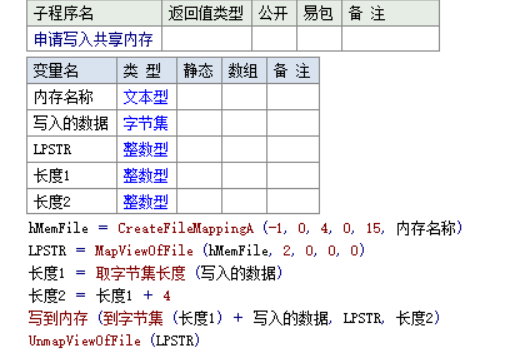 子程序名 返回值类型 公开 易包 备 注
申请写入共享内存
变量名 类 型 静态 数组 备 注
内存名称 文本型
写入的数据 字节集
LPSTR 整数型
长度1 整数型
长度2 整数型
hMemFile = CreateFileMappingA (-1, 0, 4, 0, 15, 内存名称)
LPSTR = MapViewOfFile (hMemFile, 2, 0, 0, 0)
长度1 = 取字节集长度 (写入的数据)
长度2 = 长度1 + 4
写到内存 (到字节集 (长度1) + 写入的数据, LPSTR, 长度2)
UnmapViewOfFile (LPSTR)